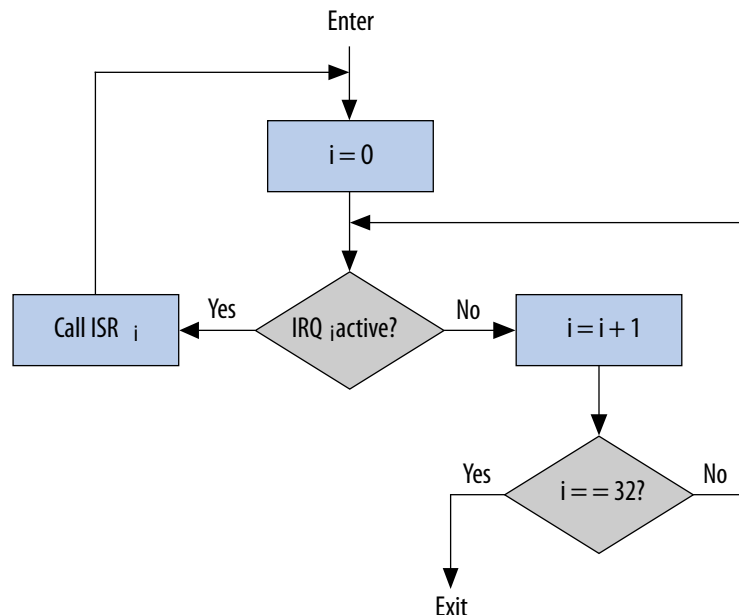 Enter
i = 0
Call ISR i
Yes
IRQ i active?
No
i = i + 1
Yes
i = = 32?
No
Exit